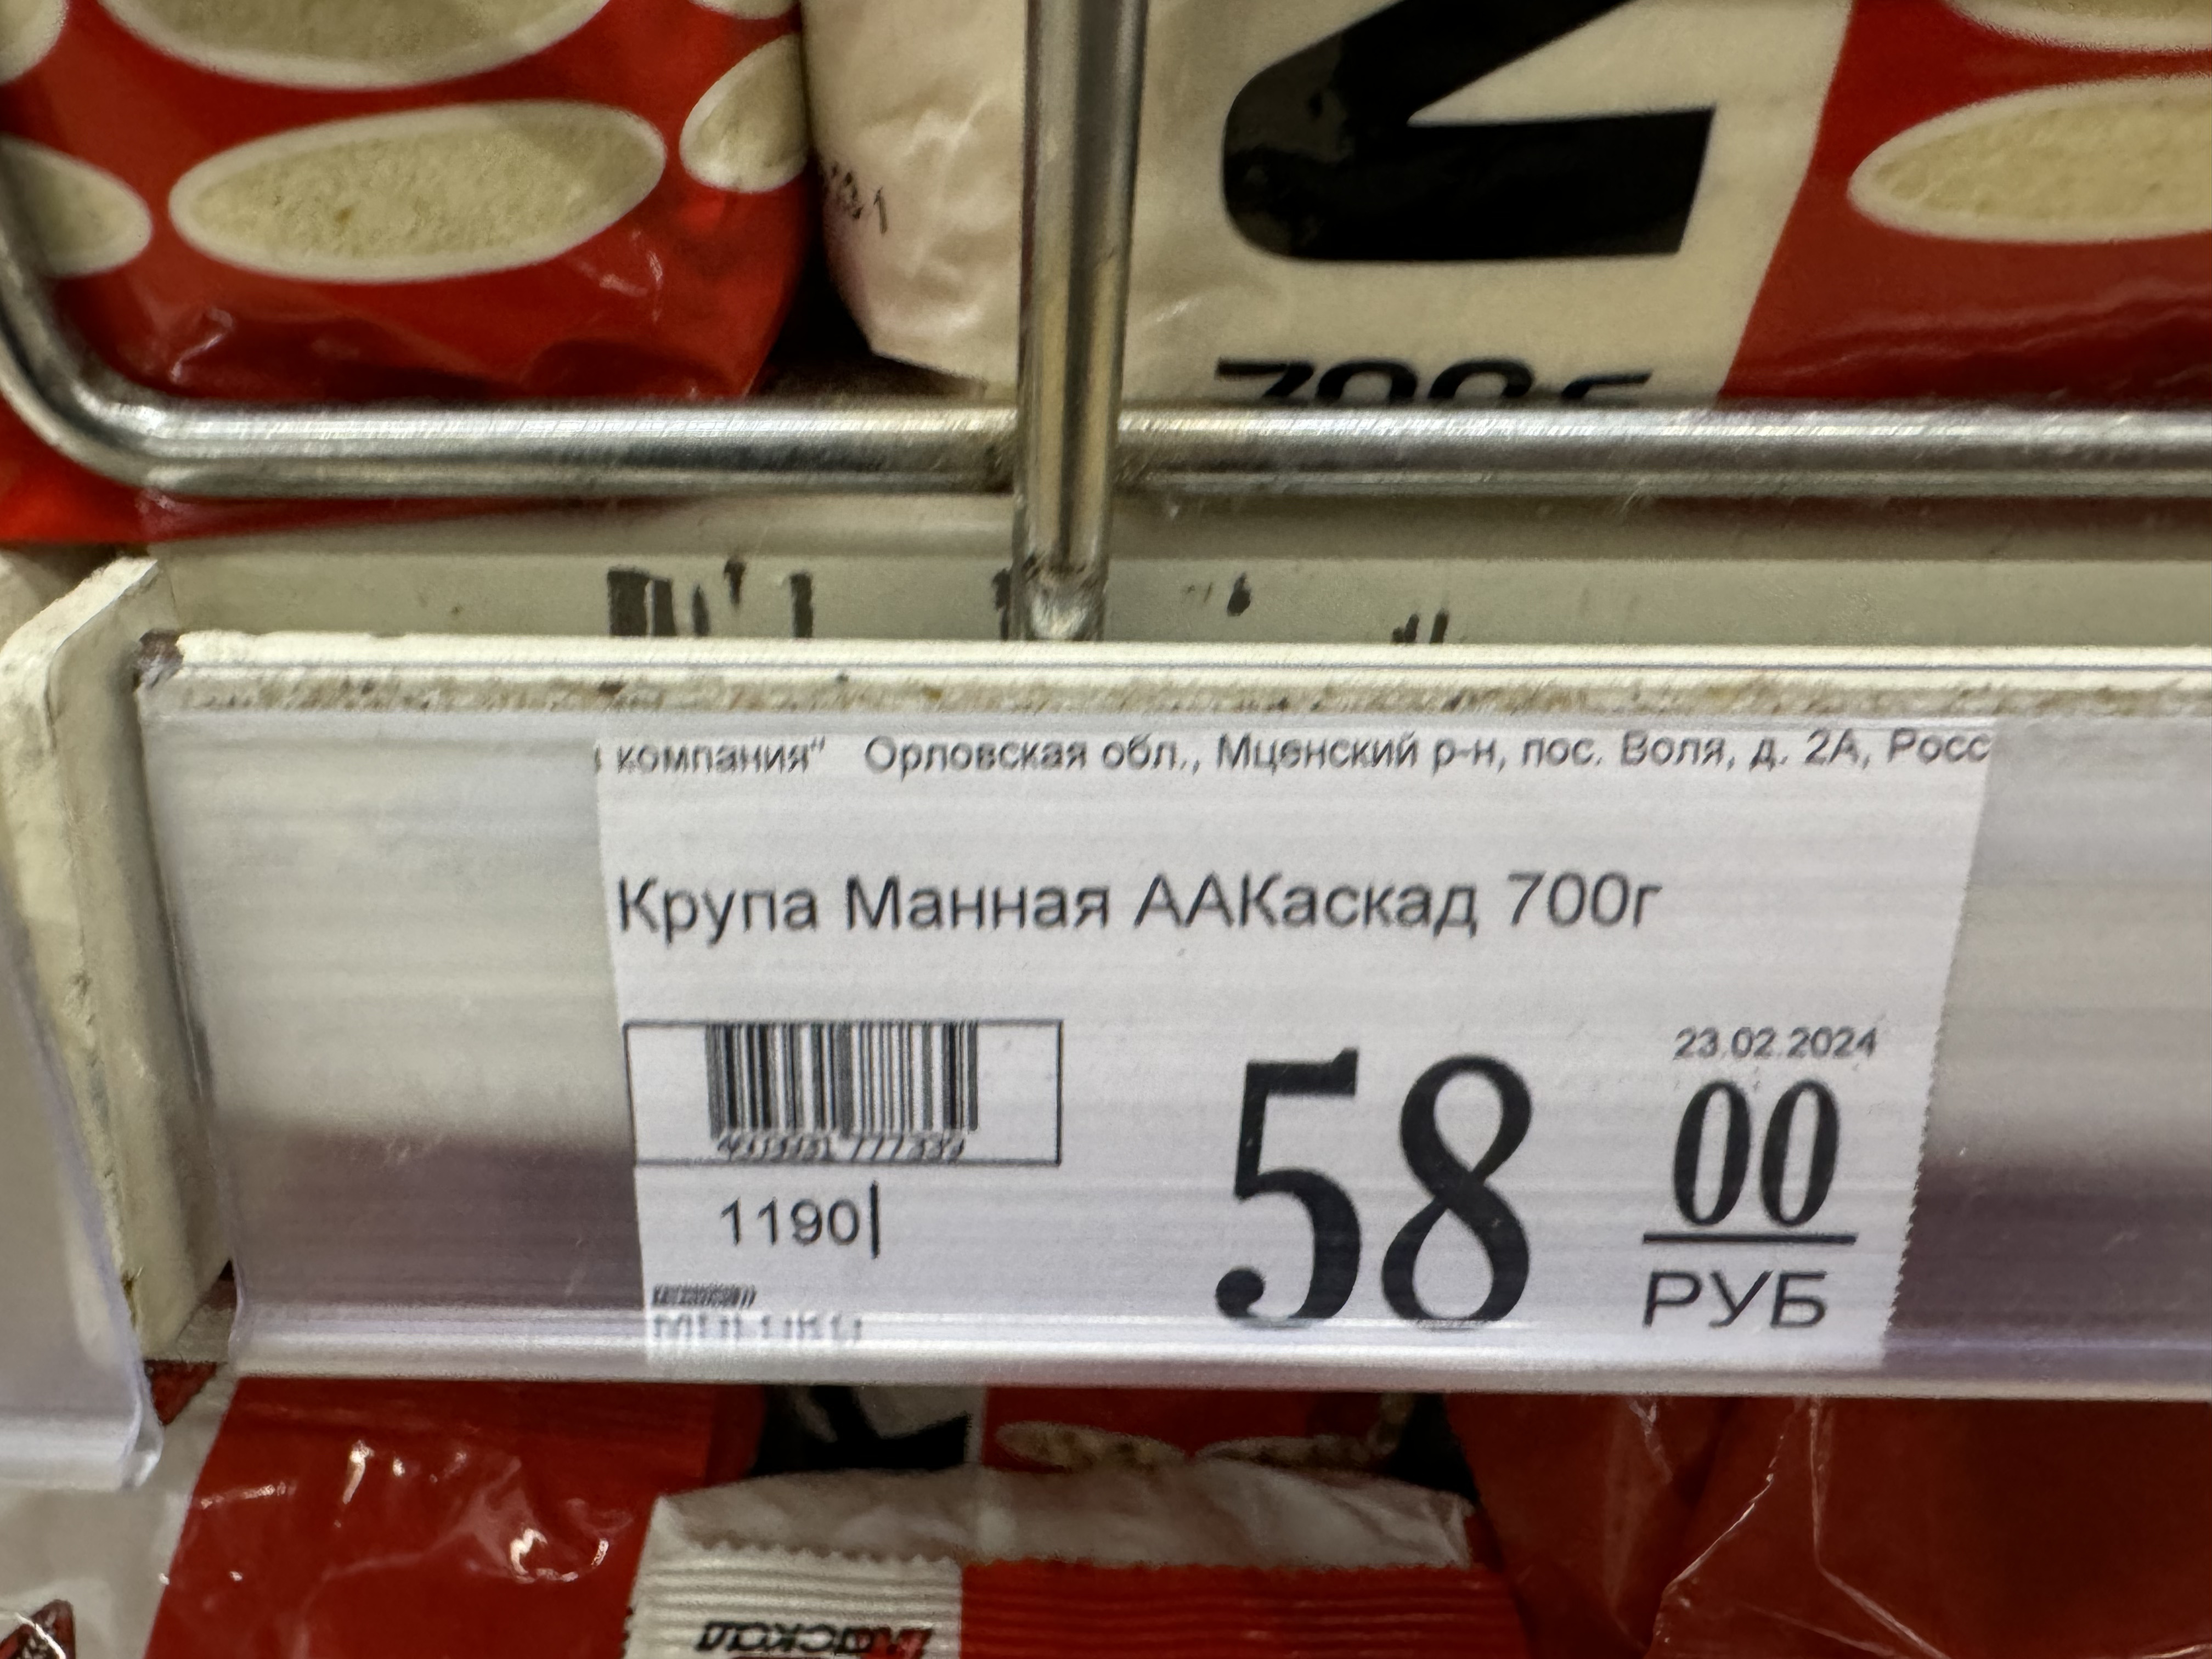 700 г
компания" Орловская обл., Мценский р-н, пос. Воля, д. 2А, Росс
Крупа Манная ААКаскад 700г
23.02.2024
58 00
РУБ
1190